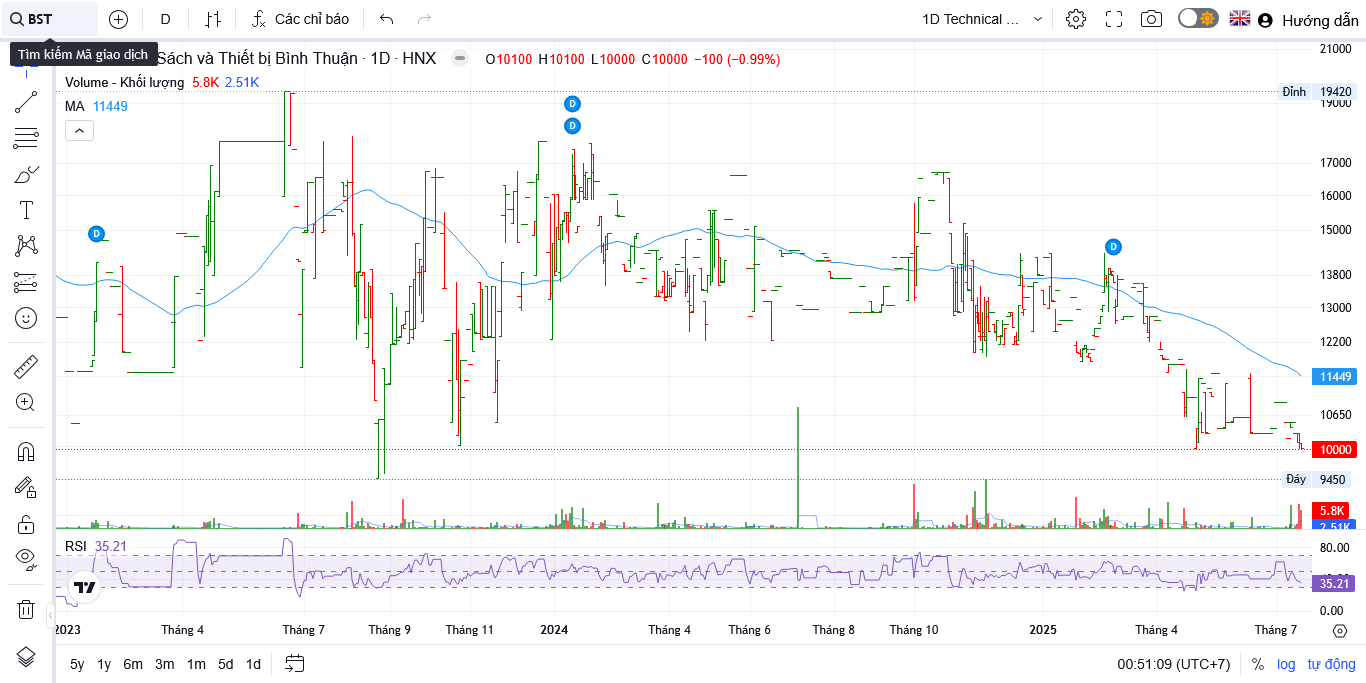 BST
D
Các chỉ báo
1D Technical ...
Hướng dẫn
Tìm kiếm Mã giao dịch
Sách và Thiết bị Bình Thuận · 1D · HNX
O10100 H10100 L10000 C10000 −100 (−0.99%)
Volume - Khối lượng 5.8K 2.51K
MA 11449
21000
Đỉnh 19420
19000
17000
16000
15000
13800
13000
12200
11449
10650
10000
Đáy 9450
5.8K
2.51K
D
D
D
D
RSI 35.21
80.00
35.21
0.00
2023 Tháng 4 Tháng 7 Tháng 9 Tháng 11 2024 Tháng 4 Tháng 6 Tháng 8 Tháng 10 2025 Tháng 4 Tháng 7
5y 1y 6m 3m 1m 5d 1d
00:51:09 (UTC+7) % log tự động